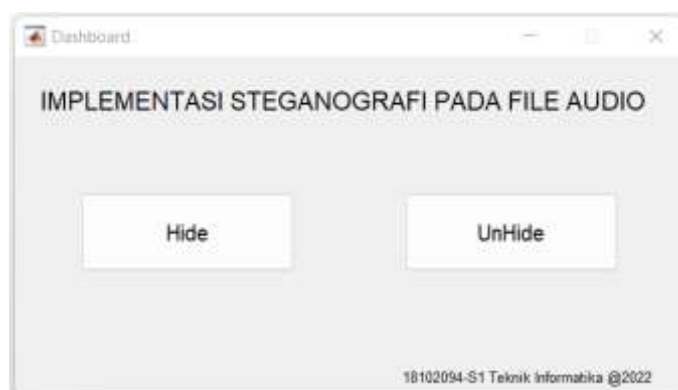 Dashboard
IMPLEMENTASI STEGANOGRAFI PADA FILE AUDIO
Hide
UnHide
18102094-S1 Teknik Informatika @2022